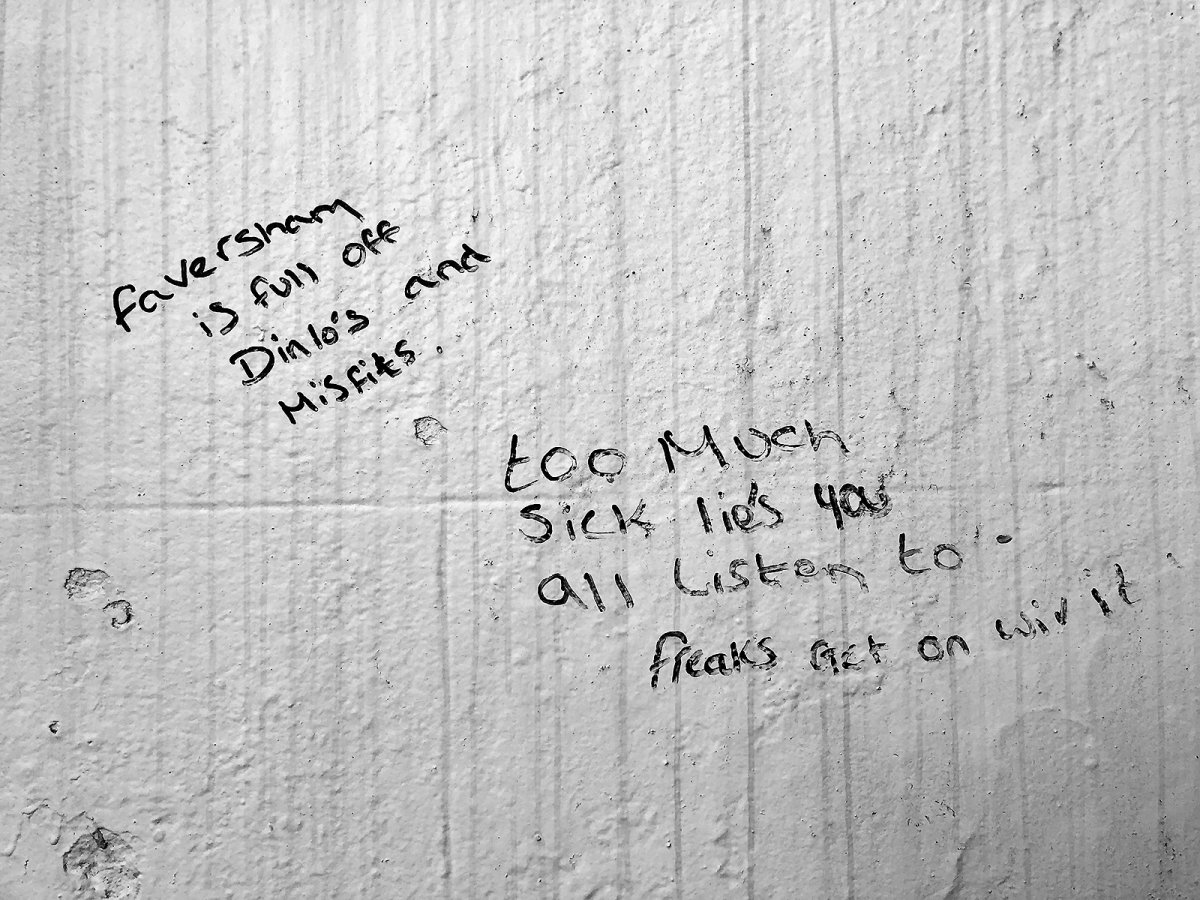 faversham
is full off
Dinlo's and
Misfits.
too Much
sick lie's you
all Listen to.
freaks Get on wiv it